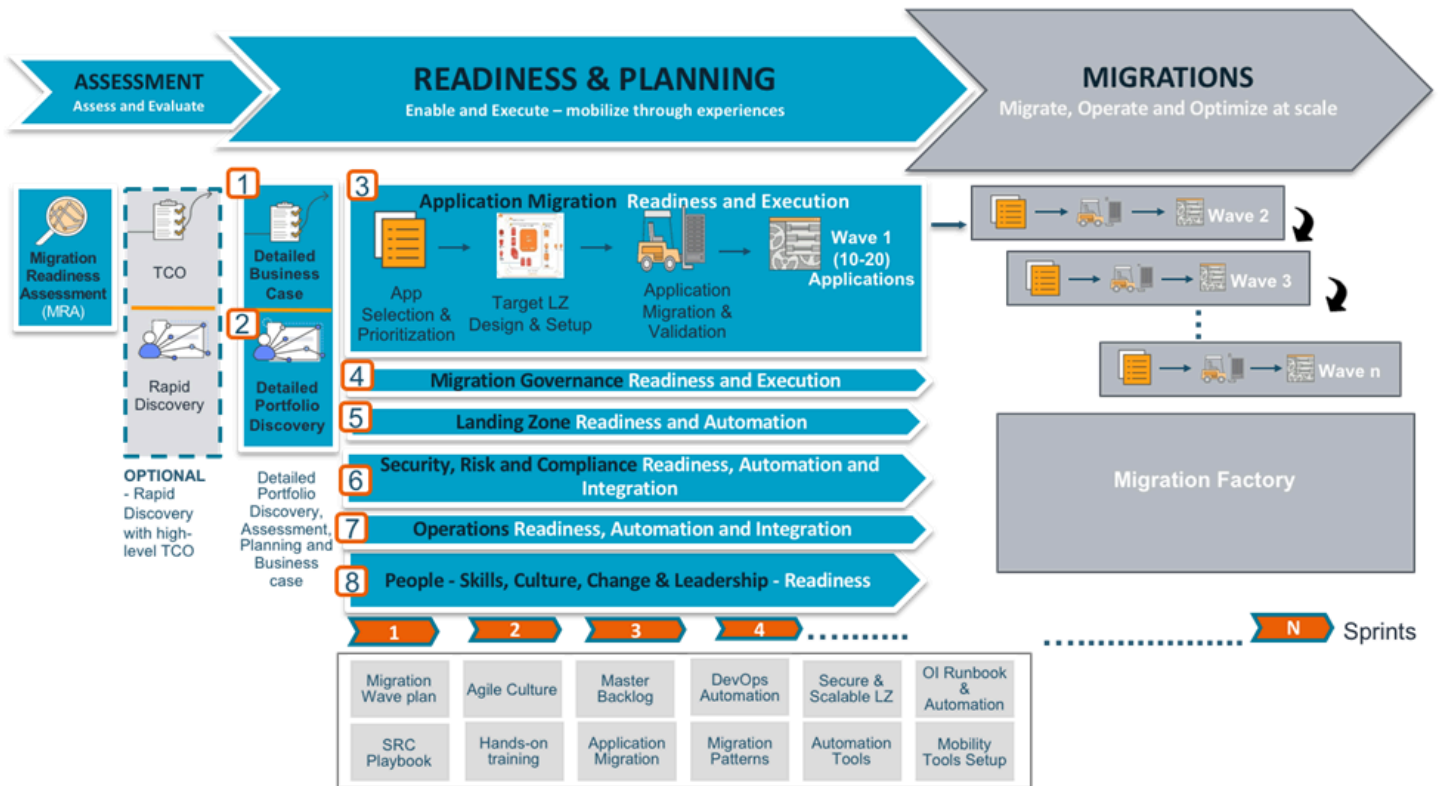 ASSESSMENT
Assess and Evaluate
READINESS & PLANNING
Enable and Execute – mobilize through experiences
MIGRATIONS
Migrate, Operate and Optimize at scale
Migration
Readiness
Assessment
(MRA)
TCO
Rapid
Discovery
OPTIONAL
- Rapid
Discovery
with high-
level TCO
1
Detailed
Business
Case
2
Detailed
Portfolio
Discovery
Detailed
Portfolio
Discovery,
Assessment,
Planning and
Business
case
3
Application Migration Readiness and Execution
App
Selection &
Prioritization
Target LZ
Design & Setup
Application
Migration &
Validation
Wave 1
(10-20)
Applications
4
Migration Governance Readiness and Execution
5
Landing Zone Readiness and Automation
6
Security, Risk and Compliance Readiness, Automation and
Integration
7
Operations Readiness, Automation and Integration
8
People - Skills, Culture, Change & Leadership - Readiness
Wave 2
Wave 3
Wave n
Migration Factory
1
2
3
4
N
Sprints
Migration
Wave plan
Agile Culture
Master
Backlog
DevOps
Automation
Secure &
Scalable LZ
OI Runbook
&
Automation
SRC
Playbook
Hands-on
training
Application
Migration
Migration
Patterns
Automation
Tools
Mobility
Tools Setup